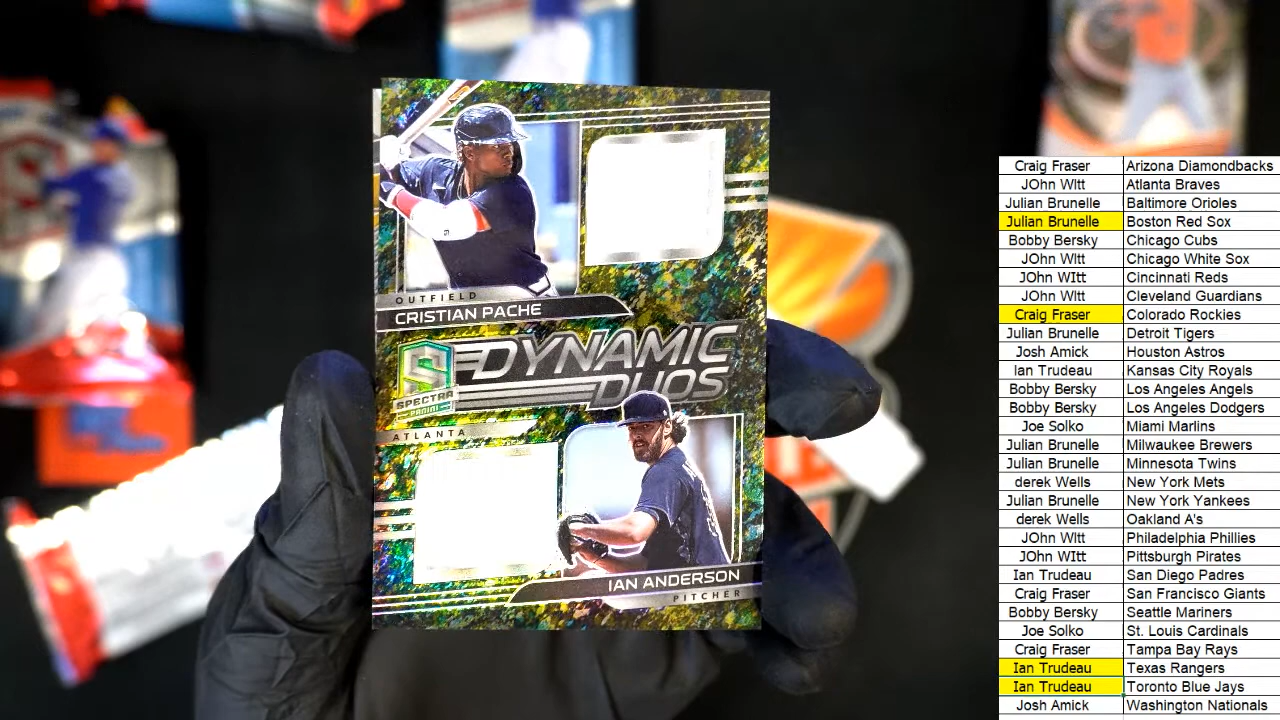 OUTFIELD
CRISTIAN PACHE
DYNAMIC
DUOS
SPECTRA
PANINI
ATLANTA
IAN ANDERSON
PITCHER
Craig Fraser Arizona Diamondbacks
JOhn WItt Atlanta Braves
Julian Brunelle Baltimore Orioles
Julian Brunelle Boston Red Sox
Bobby Bersky Chicago Cubs
JOhn WItt Chicago White Sox
JOhn WItt Cincinnati Reds
JOhn WItt Cleveland Guardians
Craig Fraser Colorado Rockies
Julian Brunelle Detroit Tigers
Josh Amick Houston Astros
Ian Trudeau Kansas City Royals
Bobby Bersky Los Angeles Angels
Bobby Bersky Los Angeles Dodgers
Joe Solko Miami Marlins
Julian Brunelle Milwaukee Brewers
Julian Brunelle Minnesota Twins
derek Wells New York Mets
Julian Brunelle New York Yankees
derek Wells Oakland A's
JOhn WItt Philadelphia Phillies
JOhn WItt Pittsburgh Pirates
Ian Trudeau San Diego Padres
Craig Fraser San Francisco Giants
Bobby Bersky Seattle Mariners
Joe Solko St. Louis Cardinals
Craig Fraser Tampa Bay Rays
Ian Trudeau Texas Rangers
Ian Trudeau Toronto Blue Jays
Josh Amick Washington Nationals